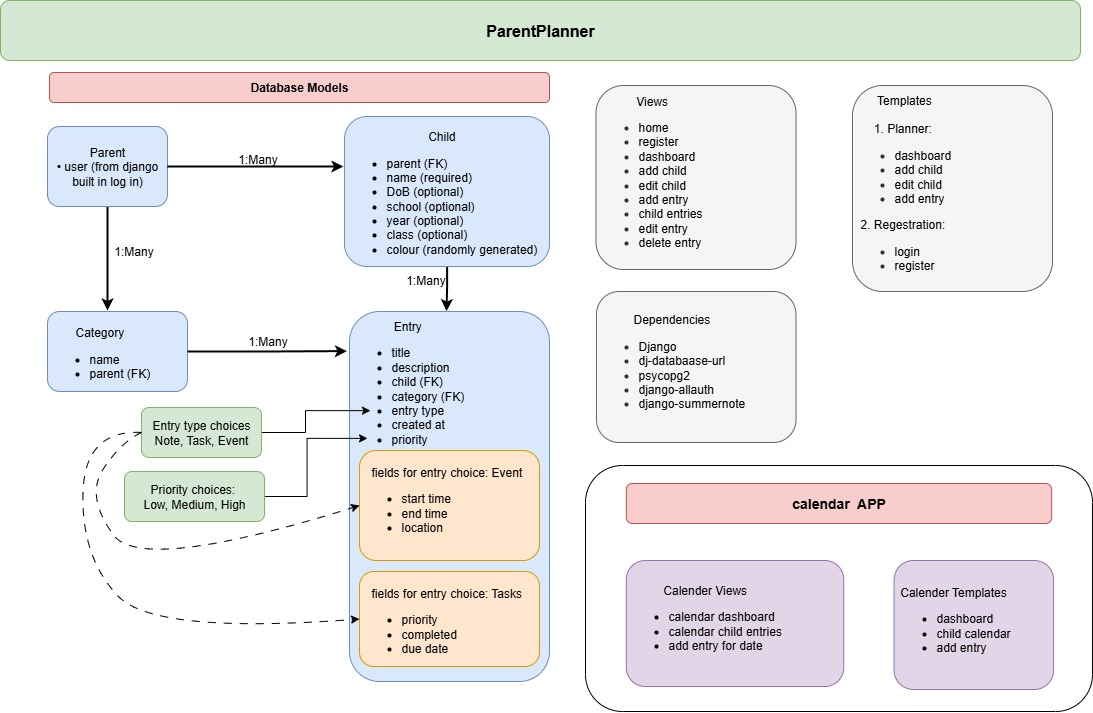 ParentPlanner
Database Models
Parent
• user (from django
built in log in)
1:Many
Child
• parent (FK)
• name (required)
• DoB (optional)
• school (optional)
• year (optional)
• class (optional)
• colour (randomly generated)
1:Many
1:Many
Category
• name
• parent (FK)
1:Many
Entry
• title
• description
• child (FK)
• category (FK)
• entry type
• created at
• priority
Entry type choices
Note, Task, Event
Priority choices:
Low, Medium, High
fields for entry choice: Event
• start time
• end time
• location
fields for entry choice: Tasks
• priority
• completed
• due date
Views
• home
• register
• dashboard
• add child
• edit child
• add entry
• child entries
• edit entry
• delete entry
Templates
1. Planner:
• dashboard
• add child
• edit child
• add entry
2. Regestration:
• login
• register
Dependencies
• Django
• dj-databaase-url
• psycopg2
• django-allauth
• django-summernote
calendar APP
Calender Views
• calendar dashboard
• calendar child entries
• add entry for date
Calender Templates
• dashboard
• child calendar
• add entry